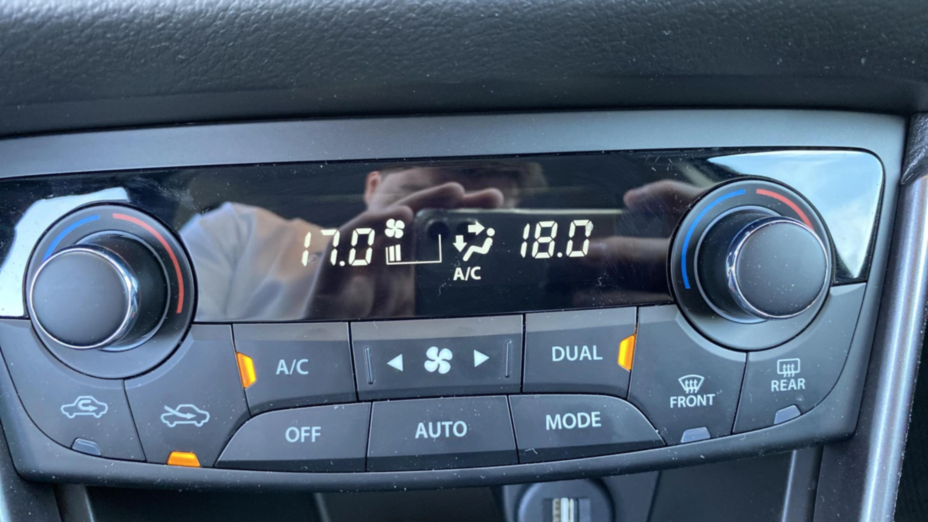 17.0 18.0
A/C
A/C DUAL
FRONT REAR
OFF AUTO MODE